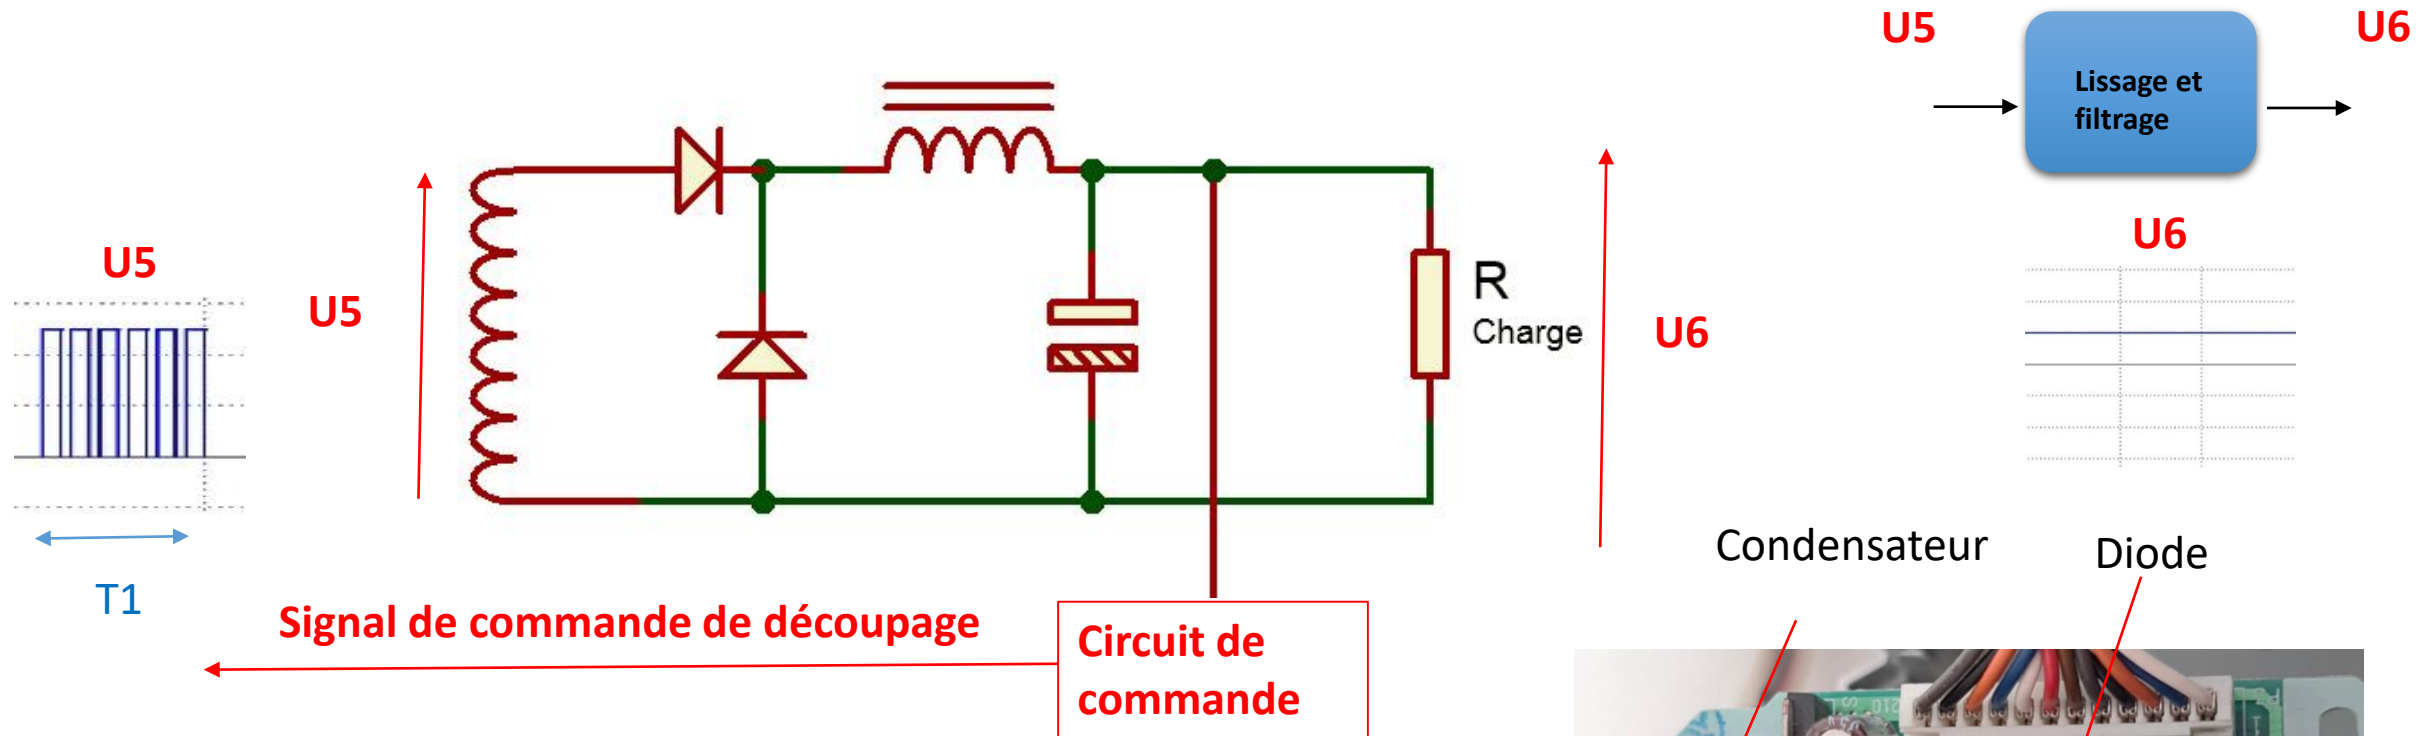 U5
U6
Lissage et
filtrage
U5
U5
U6
U6
R
Charge
T1
Condensateur
Diode
Signal de commande de découpage
Circuit de
commande